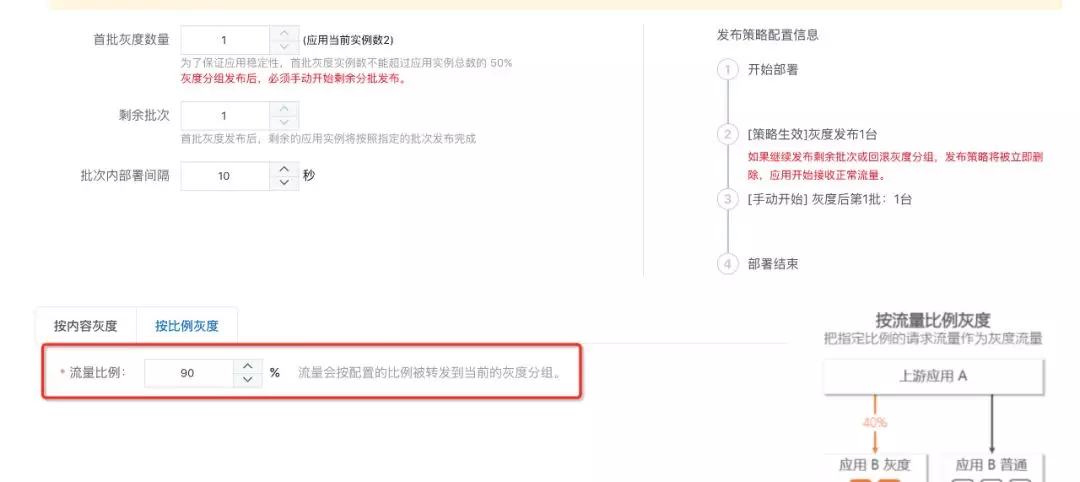 首批灰度数量 1 (应用当前实例数2)
为了保证应用稳定性，首批灰度实例数不能超过应用实例总数的 50%
灰度分组发布后，必须手动开始剩余分批发布。
剩余批次 1
首批灰度发布后，剩余的应用实例将按照指定的批次发布完成
批次内部署间隔 10 秒
发布策略配置信息
1 开始部署
2 [策略生效]灰度发布1台
如果继续发布剩余批次或回滚灰度分组，发布策略将被立即删
除，应用开始接收正常流量。
3 [手动开始] 灰度后第1批：1台
4 部署结束
按内容灰度 按比例灰度
* 流量比例： 90 % 流量会按配置的比例被转发到当前的灰度分组。
按流量比例灰度
把指定比例的请求流量作为灰度流量
上游应用 A
40%
应用 B 灰度 应用 B 普通